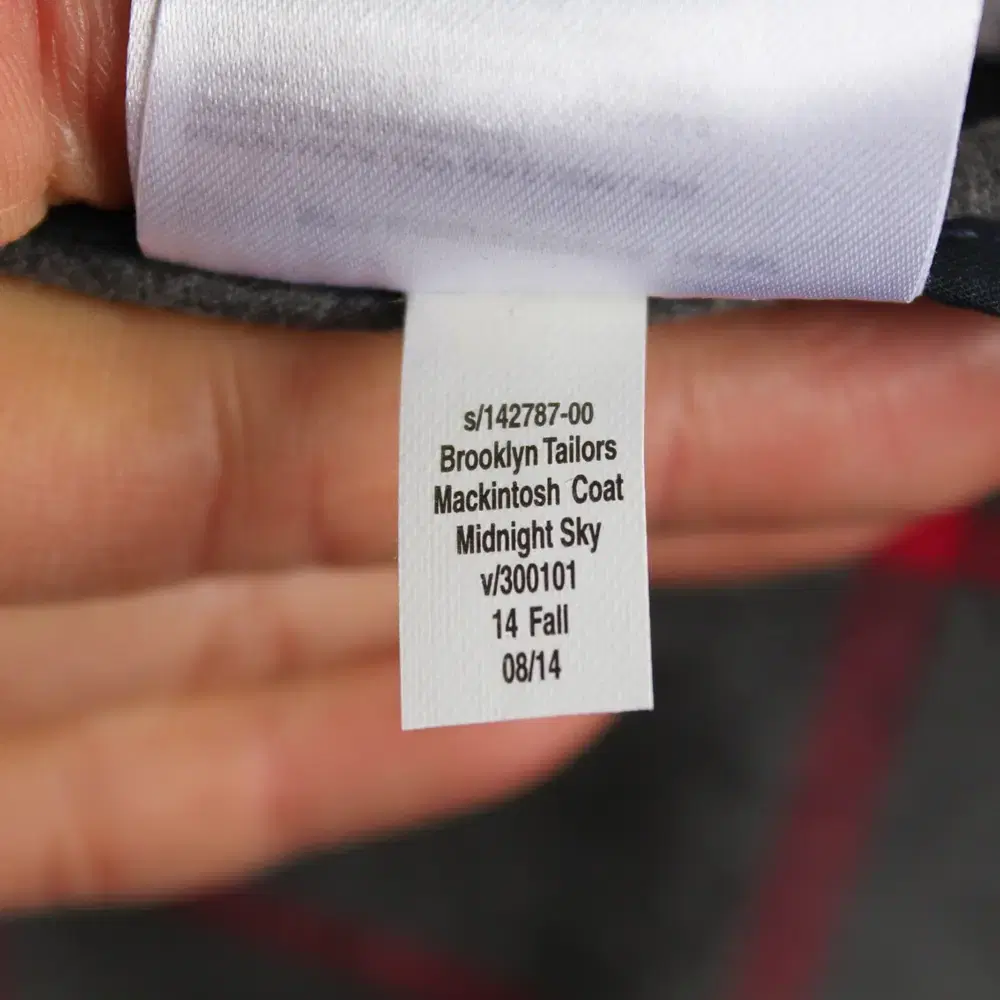 s/142787-00
Brooklyn Tailors
Mackintosh Coat
Midnight Sky
v/300101
14 Fall
08/14